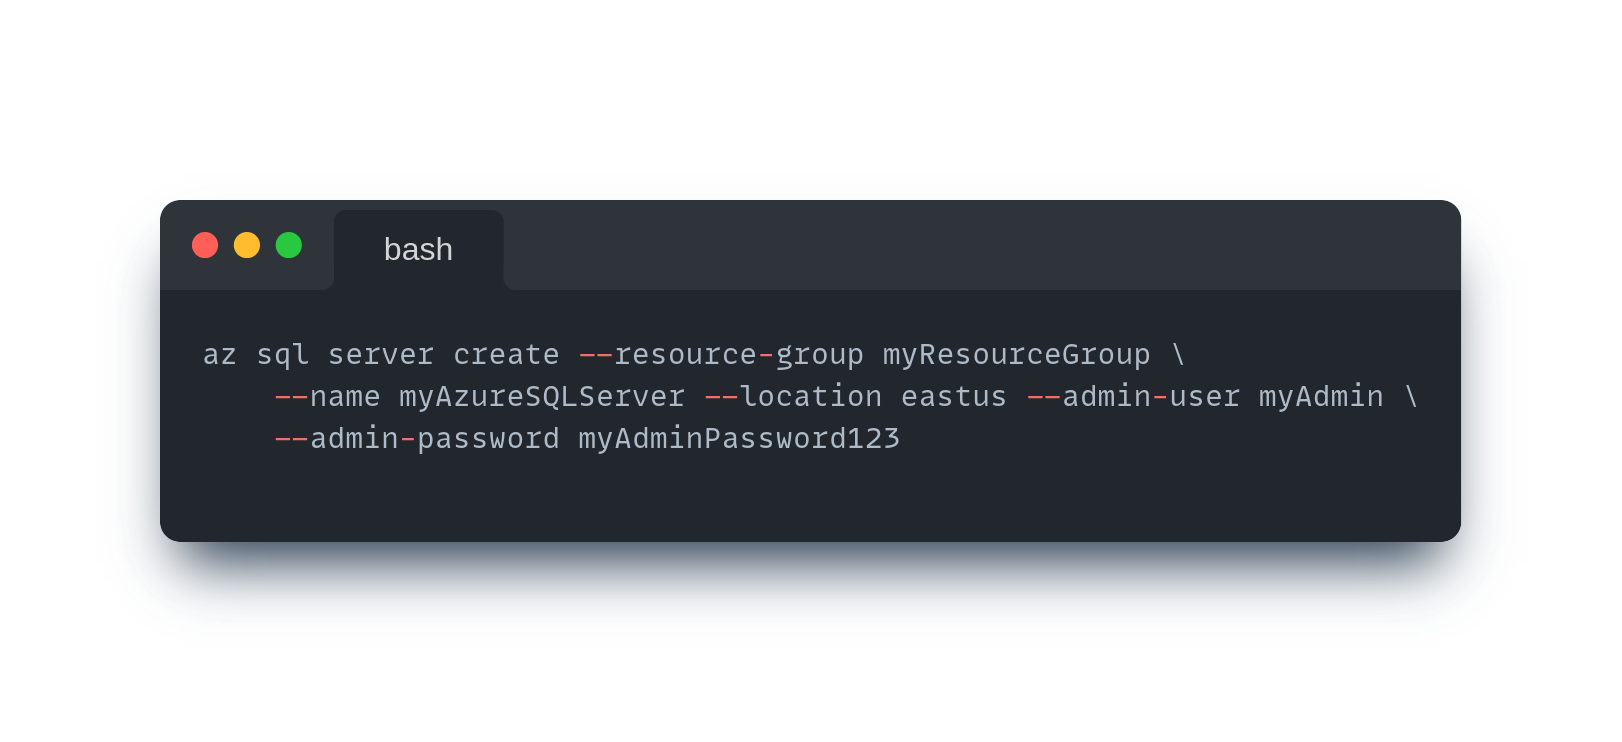 bash
az sql server create --resource-group myResourceGroup \
--name myAzureSQLServer --location eastus --admin-user myAdmin \
--admin-password myAdminPassword123